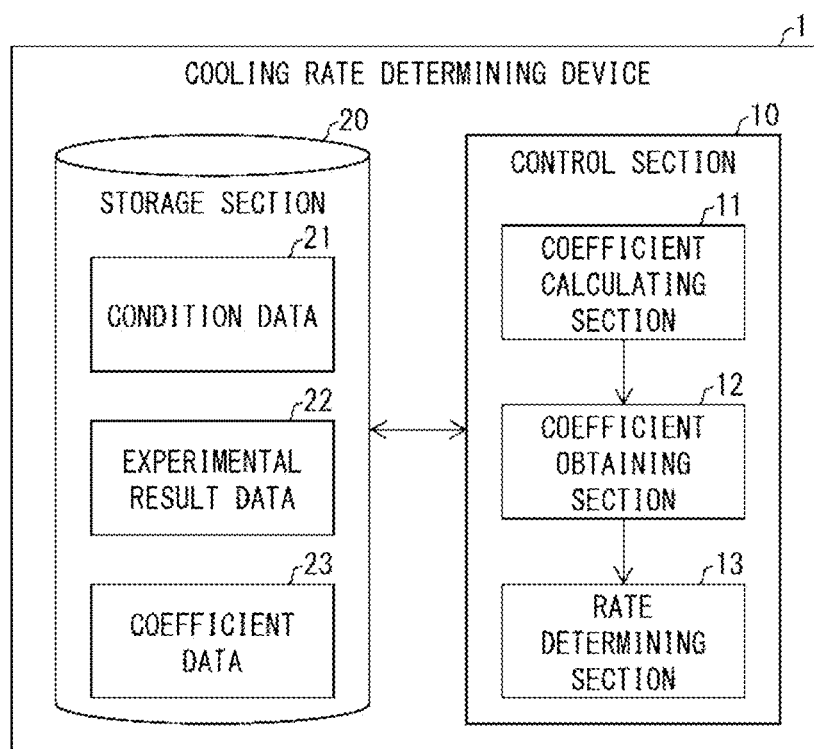 1
COOLING RATE DETERMINING DEVICE
20
STORAGE SECTION
21
CONDITION DATA
22
EXPERIMENTAL
RESULT DATA
23
COEFFICIENT
DATA
10
CONTROL SECTION
11
COEFFICIENT
CALCULATING
SECTION
12
COEFFICIENT
OBTAINING
SECTION
13
RATE
DETERMINING
SECTION